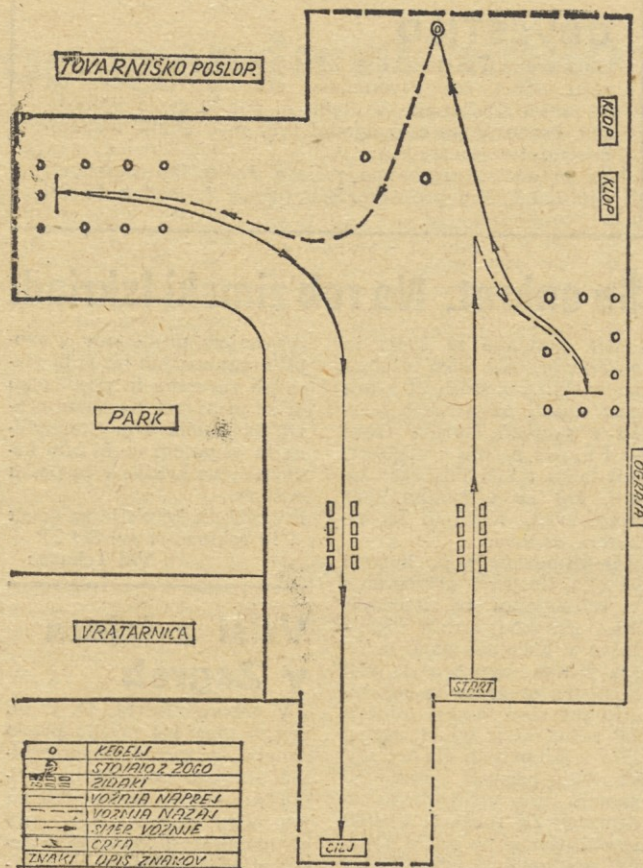 TOVARNIŠKO POSLOP.
KLOP
KLOP
PARK
OGRAJA
VRATARNICA
START
KEGELJ
STOJALO Z ŽOGO
ZIDAKI
VOŽNJA NAPREJ
VOŽNJA NAZAJ
SMER VOŽNJE
ČRTA
ZNAKI OPIS ZNAKOV
CILJ